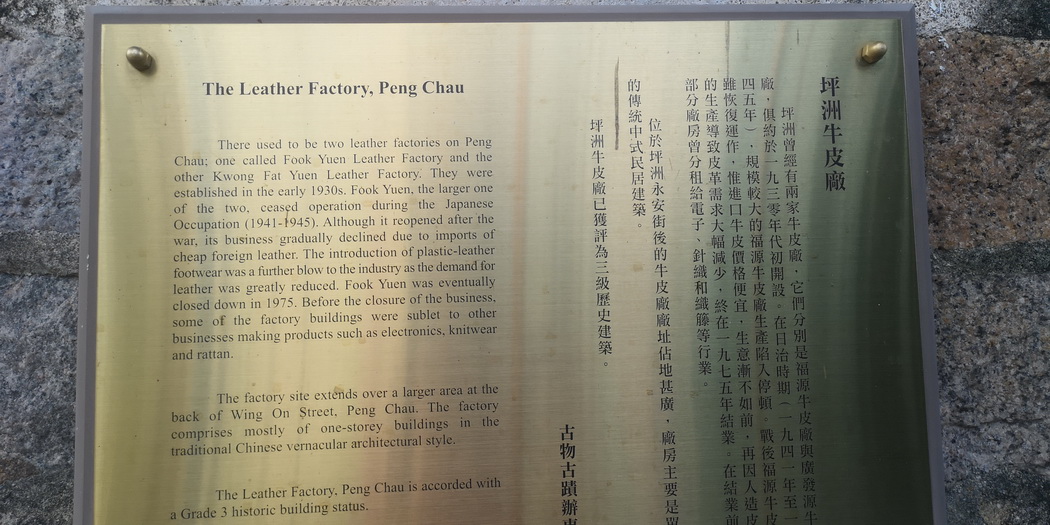 The Leather Factory, Peng Chau
There used to be two leather factories on Peng
Chau; one called Fook Yuen Leather Factory and the
other Kwong Fat Yuen Leather Factory. They were
established in the early 1930s. Fook Yuen, the larger one
of the two, ceased operation during the Japanese
Occupation (1941-1945). Although it reopened after the
war, its business gradually declined due to imports of
cheap foreign leather. The introduction of plastic-leather
footwear was a further blow to the industry as the demand for
leather was greatly reduced. Fook Yuen was eventually
closed down in 1975. Before the closure of the business,
some of the factory buildings were sublet to other
businesses making products such as electronics, knitwear
and rattan.
The factory site extends over a larger area at the
back of Wing On Street, Peng Chau. The factory
comprises mostly of one-storey buildings in the
traditional Chinese vernacular architectural style.
The Leather Factory, Peng Chau is accorded with
a Grade 3 historic building status.
坪洲牛皮廠
坪洲曾經有兩家牛皮廠，它們分別是福源牛皮廠與廣發源牛
廠，俱約於一九三零年代初開設。在日治時期（一九四一年至一
四五年），規模較大的福源牛皮廠生產陷入停頓。戰後福源牛皮
雖恢復運作，惟進口牛皮價格便宜，生意漸不如前，再因人造皮
的生產導致皮革需求大幅減少，終在一九七五年結業。在結業前
部分廠房曾分租給電子、針織和織籐等行業。
位於坪洲永安街後的牛皮廠廠址佔地甚廣，廠房主要是單
的傳統中式民居建築。
坪洲牛皮廠已獲評為三級歷史建築。
古物古蹟辦